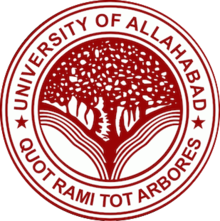 UNIVERSITY OF ALLAHABAD
QUOT RAMI TOT ARBORES